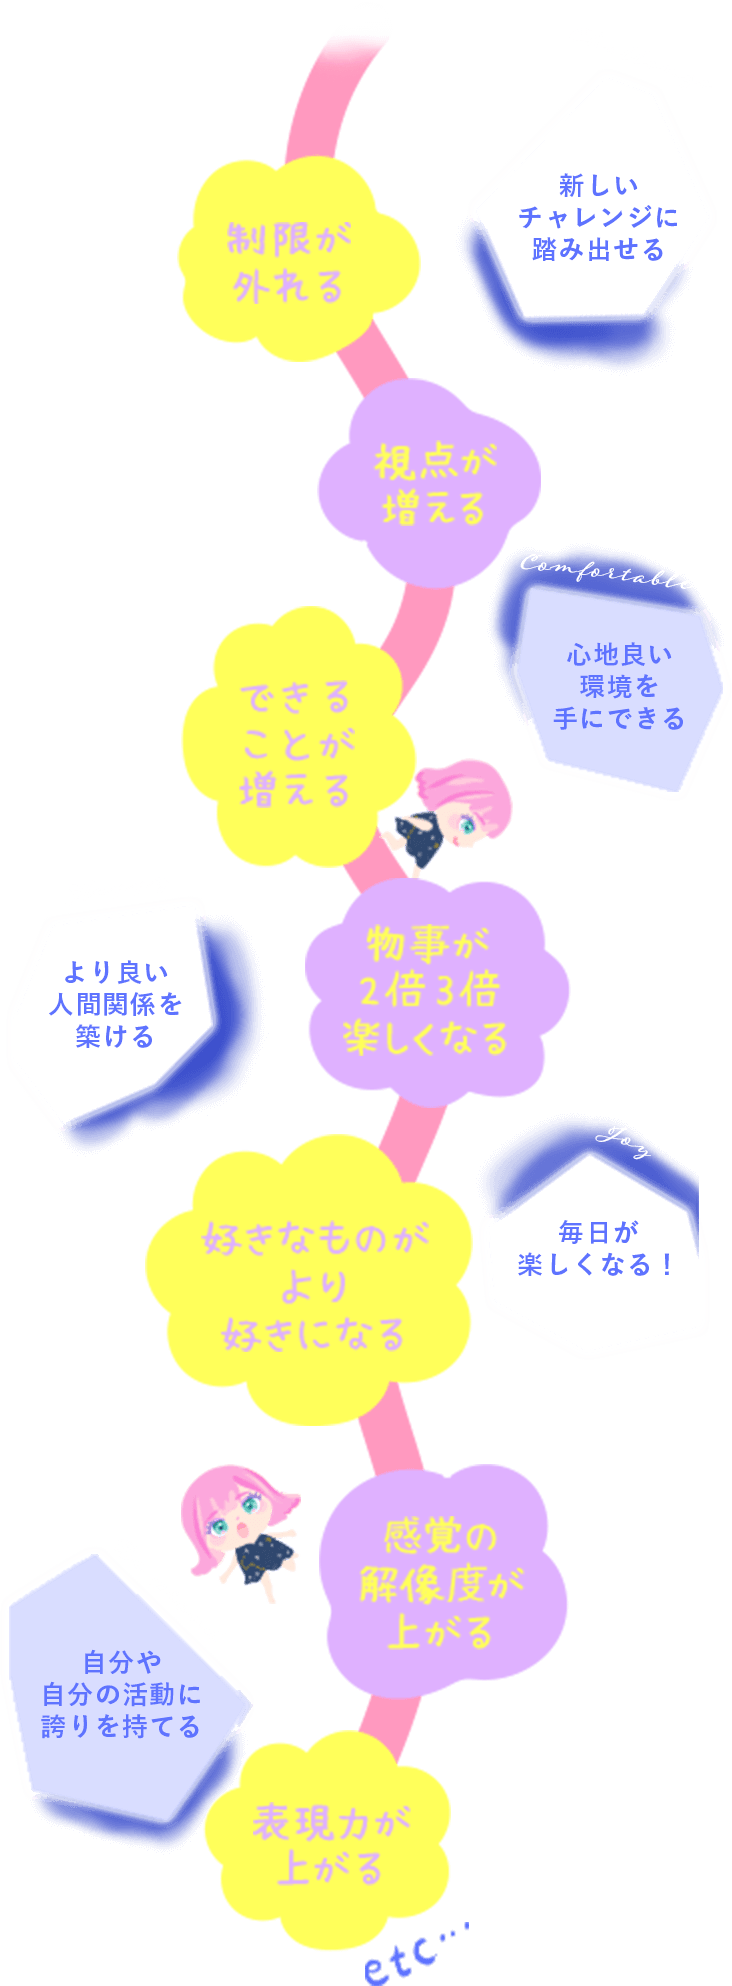 制限が
外れる
新しい
チャレンジに
踏み出せる
視点が
増える
Comfortable
心地良い
環境を
手にできる
できる
ことが
増える
物事が
2倍3倍
楽しくなる
より良い
人間関係を
築ける
Joy
毎日が
楽しくなる！
好きなものが
より
好きになる
感覚の
解像度が
上がる
自分や
自分の活動に
誇りを持てる
表現力が
上がる
etc…